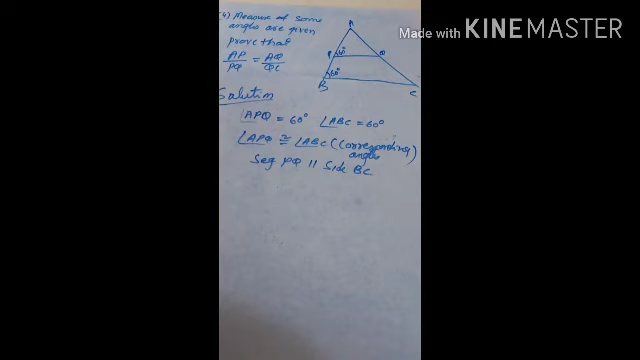 (4) Measure of some
angles are given
prove that
AP/PQ = AQ/QC
A
P 60° Q
60°
B C
Solution
∠APQ = 60° ∠ABC = 60°
∠APQ ≅ ∠ABC (corresponding
angles)
Seg PQ || Side BC
Made with KINEMASTER